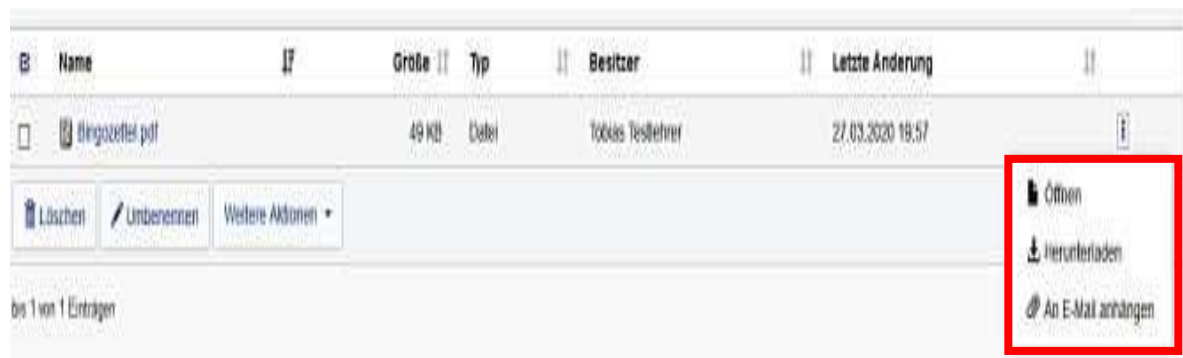 Name Größe Typ Besitzer Letzte Änderung
Bingozettel.pdf 49 KB Datei Tobias Testlehrer 27.03.2020 19:57
Löschen Umbenennen Weitere Aktionen
Öffnen
Herunterladen
An E-Mail anhängen
bis 1 von 1 Einträgen